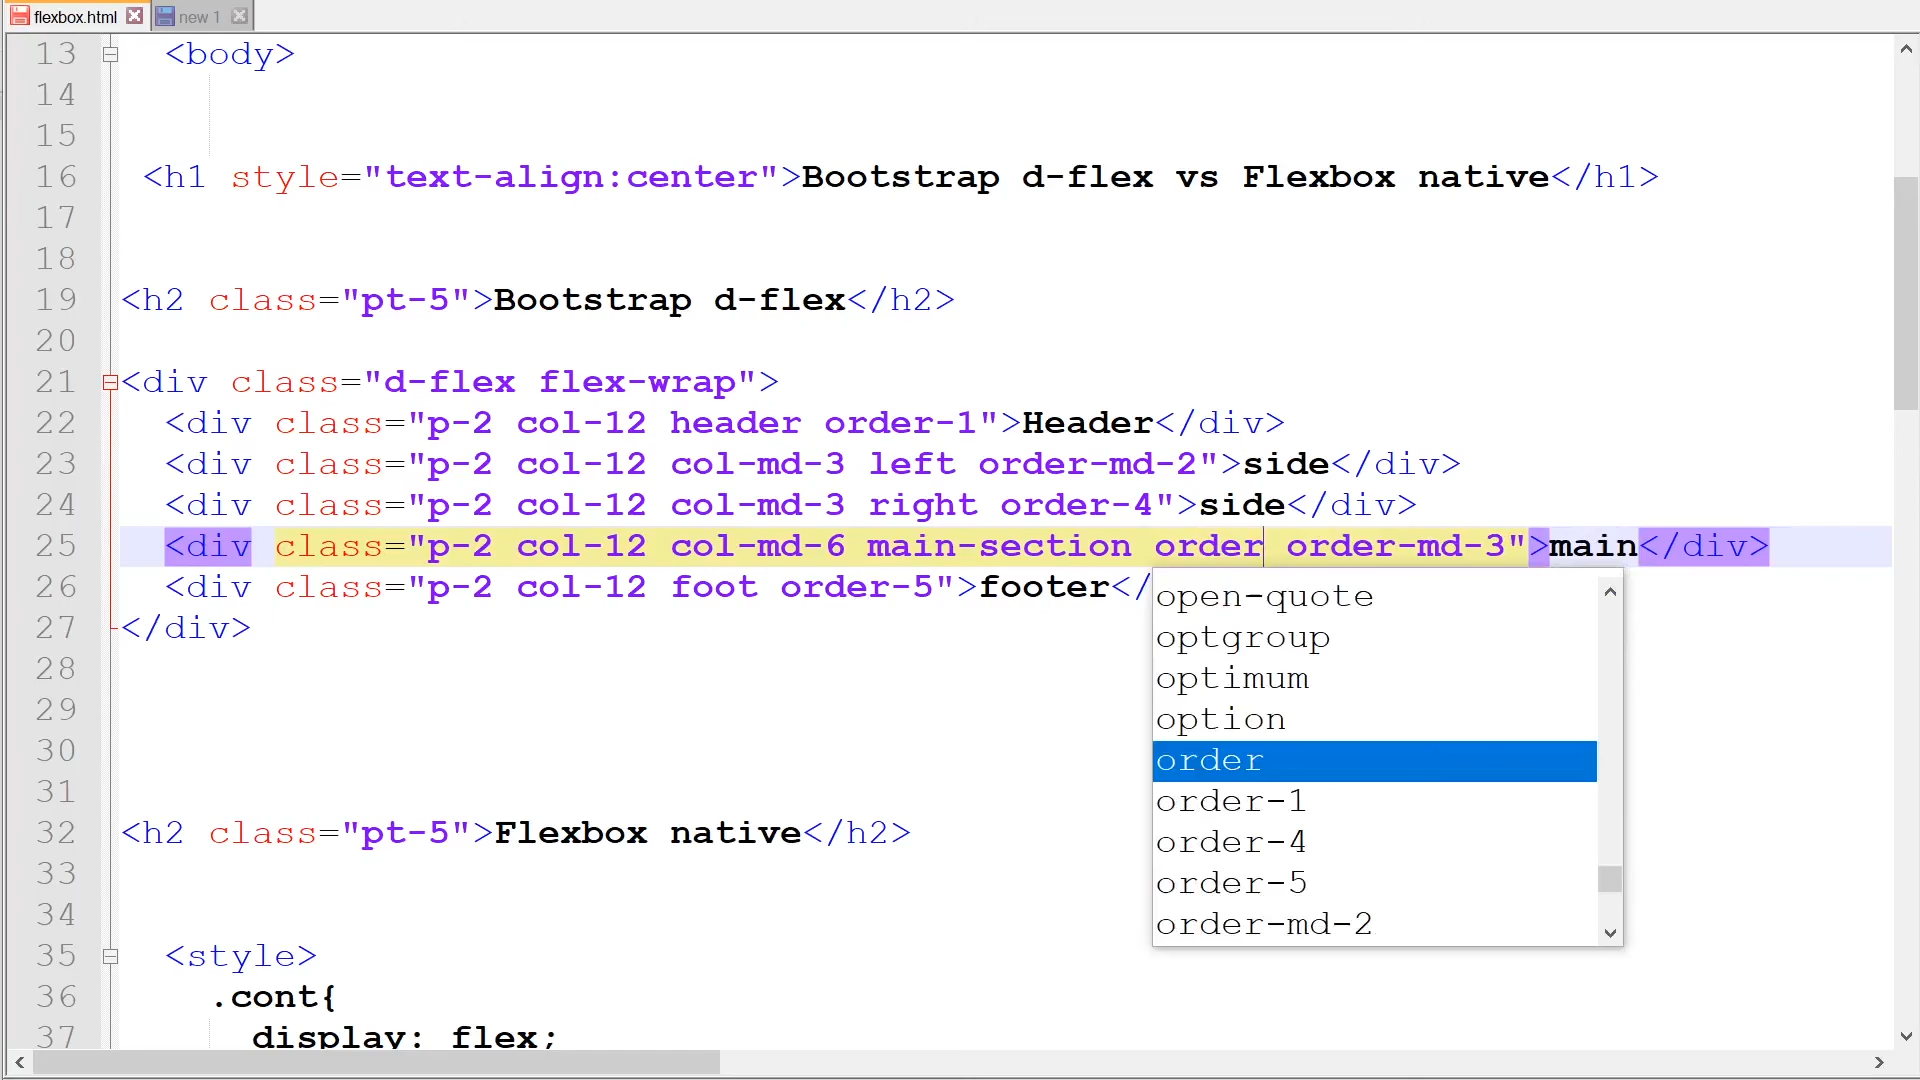 flexbox.html new 1
13 <body>
14
15
16 <h1 style="text-align:center">Bootstrap d-flex vs Flexbox native</h1>
17
18
19 <h2 class="pt-5">Bootstrap d-flex</h2>
20
21 <div class="d-flex flex-wrap">
22 <div class="p-2 col-12 header order-1">Header</div>
23 <div class="p-2 col-12 col-md-3 left order-md-2">side</div>
24 <div class="p-2 col-12 col-md-3 right order-4">side</div>
25 <div class="p-2 col-12 col-md-6 main-section order order-md-3">main</div>
26 <div class="p-2 col-12 foot order-5">footer</
27 </div>
28
29
30
31
32 <h2 class="pt-5">Flexbox native</h2>
33
34
35 <style>
36 .cont{
37 display: flex;
open-quote
optgroup
optimum
option
order
order-1
order-4
order-5
order-md-2